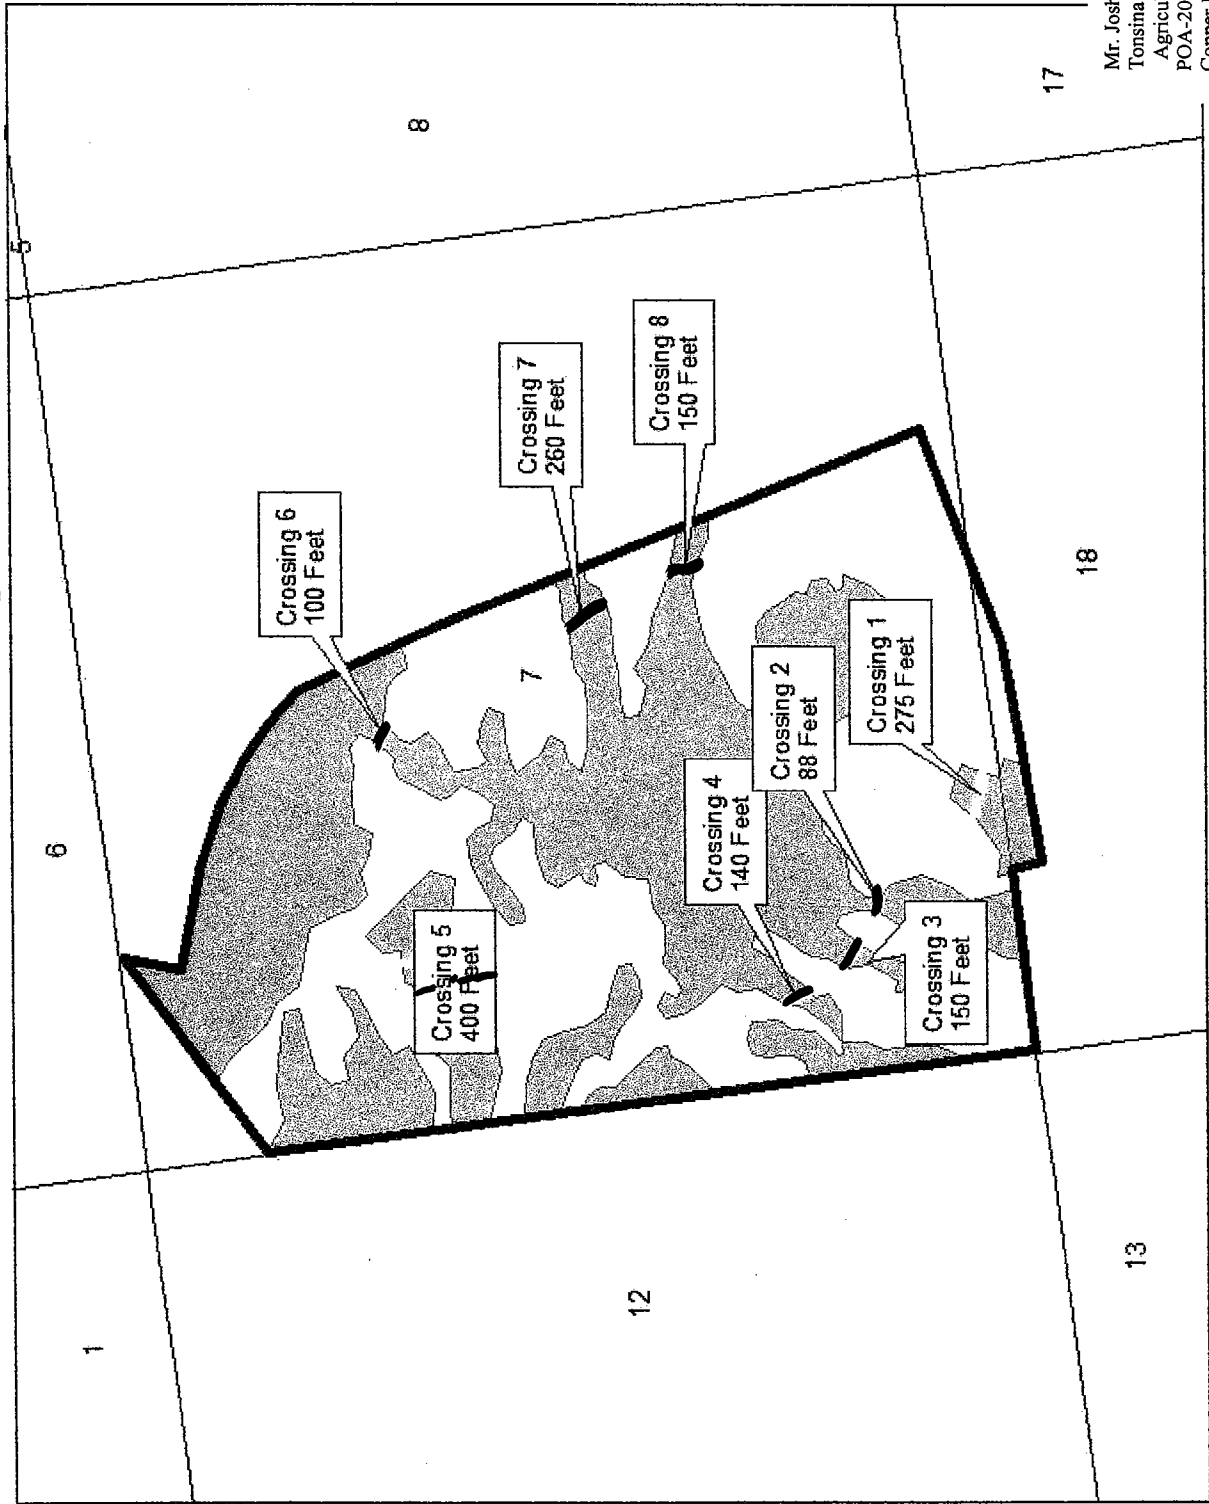 5
6
8
1
Crossing 6
100 Feet
Crossing 7
260 Feet
Crossing 8
150 Feet
Crossing 5
400 Feet
7
12
Crossing 4
140 Feet
Crossing 2
88 Feet
Crossing 1
275 Feet
Crossing 3
150 Feet
17
18
13
Mr. Josh
Tonsina
Agricu
POA-20
Copper